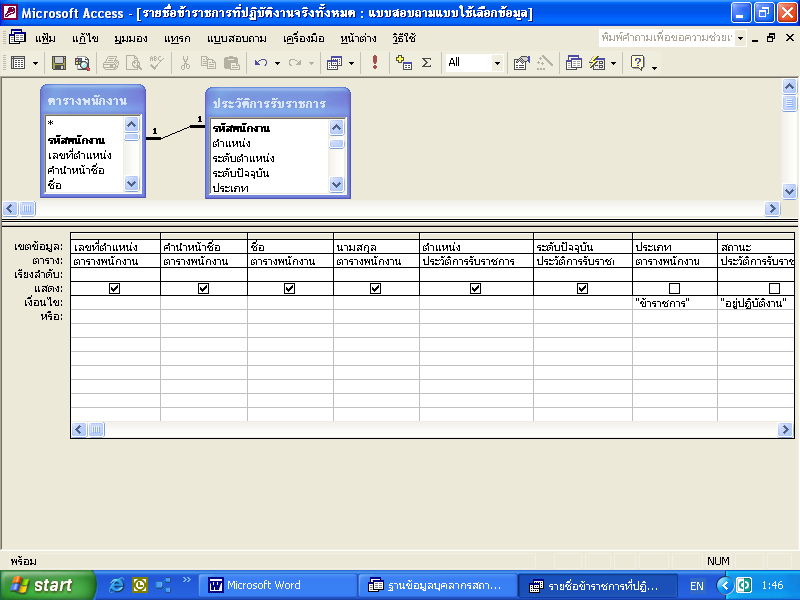 Microsoft Access - [รายชื่อข้าราชการที่ปฏิบัติงานจริงทั้งหมด : แบบสอบถามแบบใช้เลือกข้อมูล]
แฟ้ม แก้ไข มุมมอง แทรก แบบสอบถาม เครื่องมือ หน้าต่าง วิธีใช้ พิมพ์คำถามเพื่อขอความช่วยเ
All
ตารางพนักงาน
*
รหัสพนักงาน
เลขที่ตำแหน่ง
คำนำหน้าชื่อ
ชื่อ
1 1
ประวัติการรับราชการ
รหัสพนักงาน
ตำแหน่ง
ระดับตำแหน่ง
ระดับปัจจุบัน
ประเภท
เขตข้อมูล: เลขที่ตำแหน่ง คำนำหน้าชื่อ ชื่อ นามสกุล ตำแหน่ง ระดับปัจจุบัน ประเภท สถานะ
ตาราง: ตารางพนักงาน ตารางพนักงาน ตารางพนักงาน ตารางพนักงาน ประวัติการรับราชการ ประวัติการรับราช ตารางพนักงาน ประวัติการรับราช
เรียงลำดับ:
แสดง:
เงื่อนไข: "ข้าราชการ" "อยู่ปฏิบัติงาน"
หรือ:
พร้อม NUM
start Microsoft Word ฐานข้อมูลบุคลากรสถา... รายชื่อข้าราชการที่ปฏิ... EN 1:46